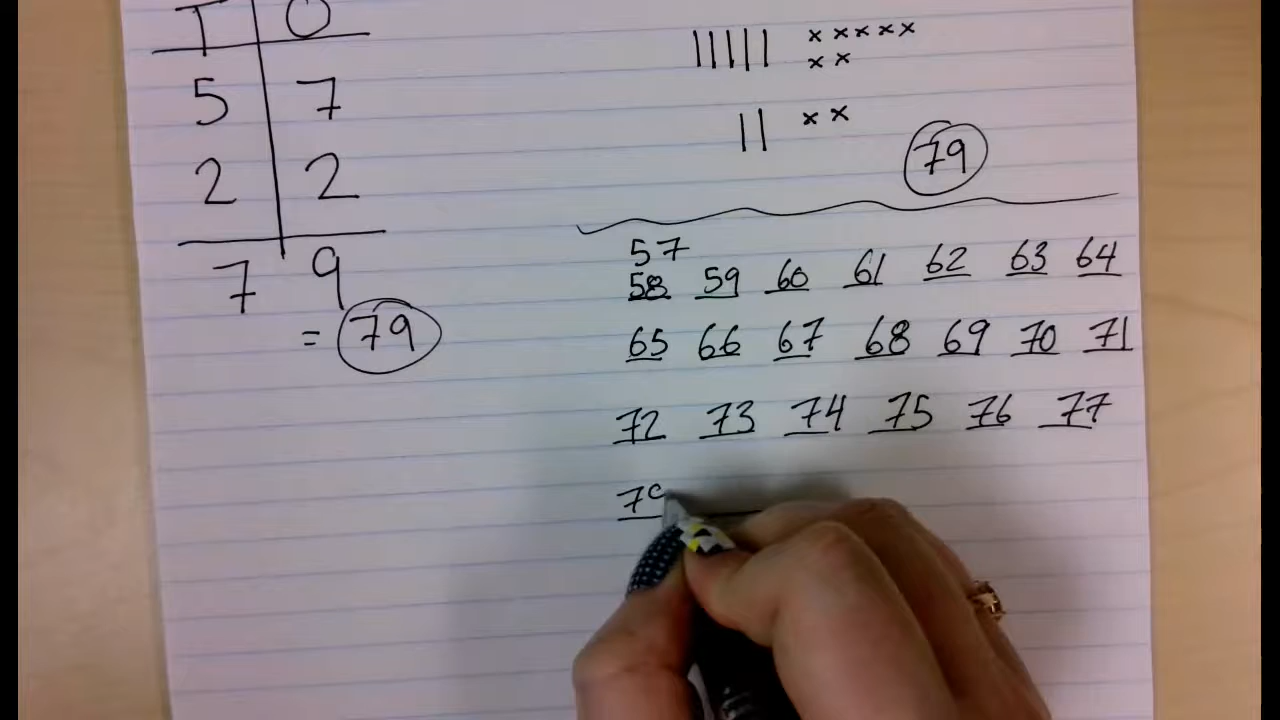 T O
5 7
2 2
7 9
= 79
||||| xxxxx
xx
|| xx
79
57
58 59 60 61 62 63 64
65 66 67 68 69 70 71
72 73 74 75 76 77